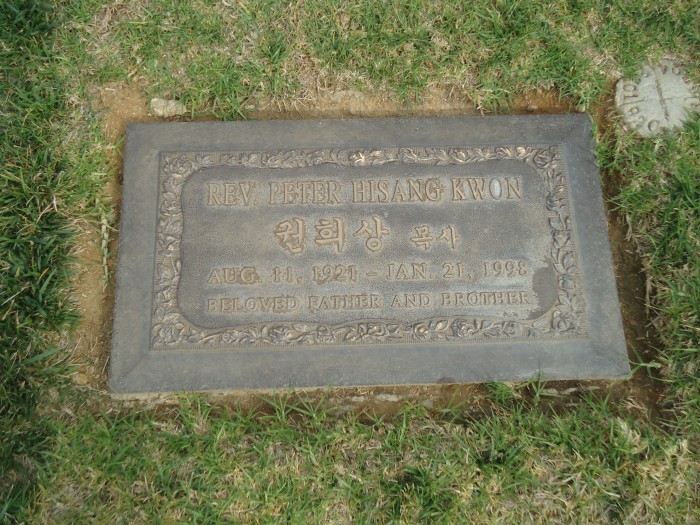 REV. PETER HISANG KWON
권희상 목사
AUG. 11, 1921 – JAN. 21, 1998
BELOVED FATHER AND BROTHER